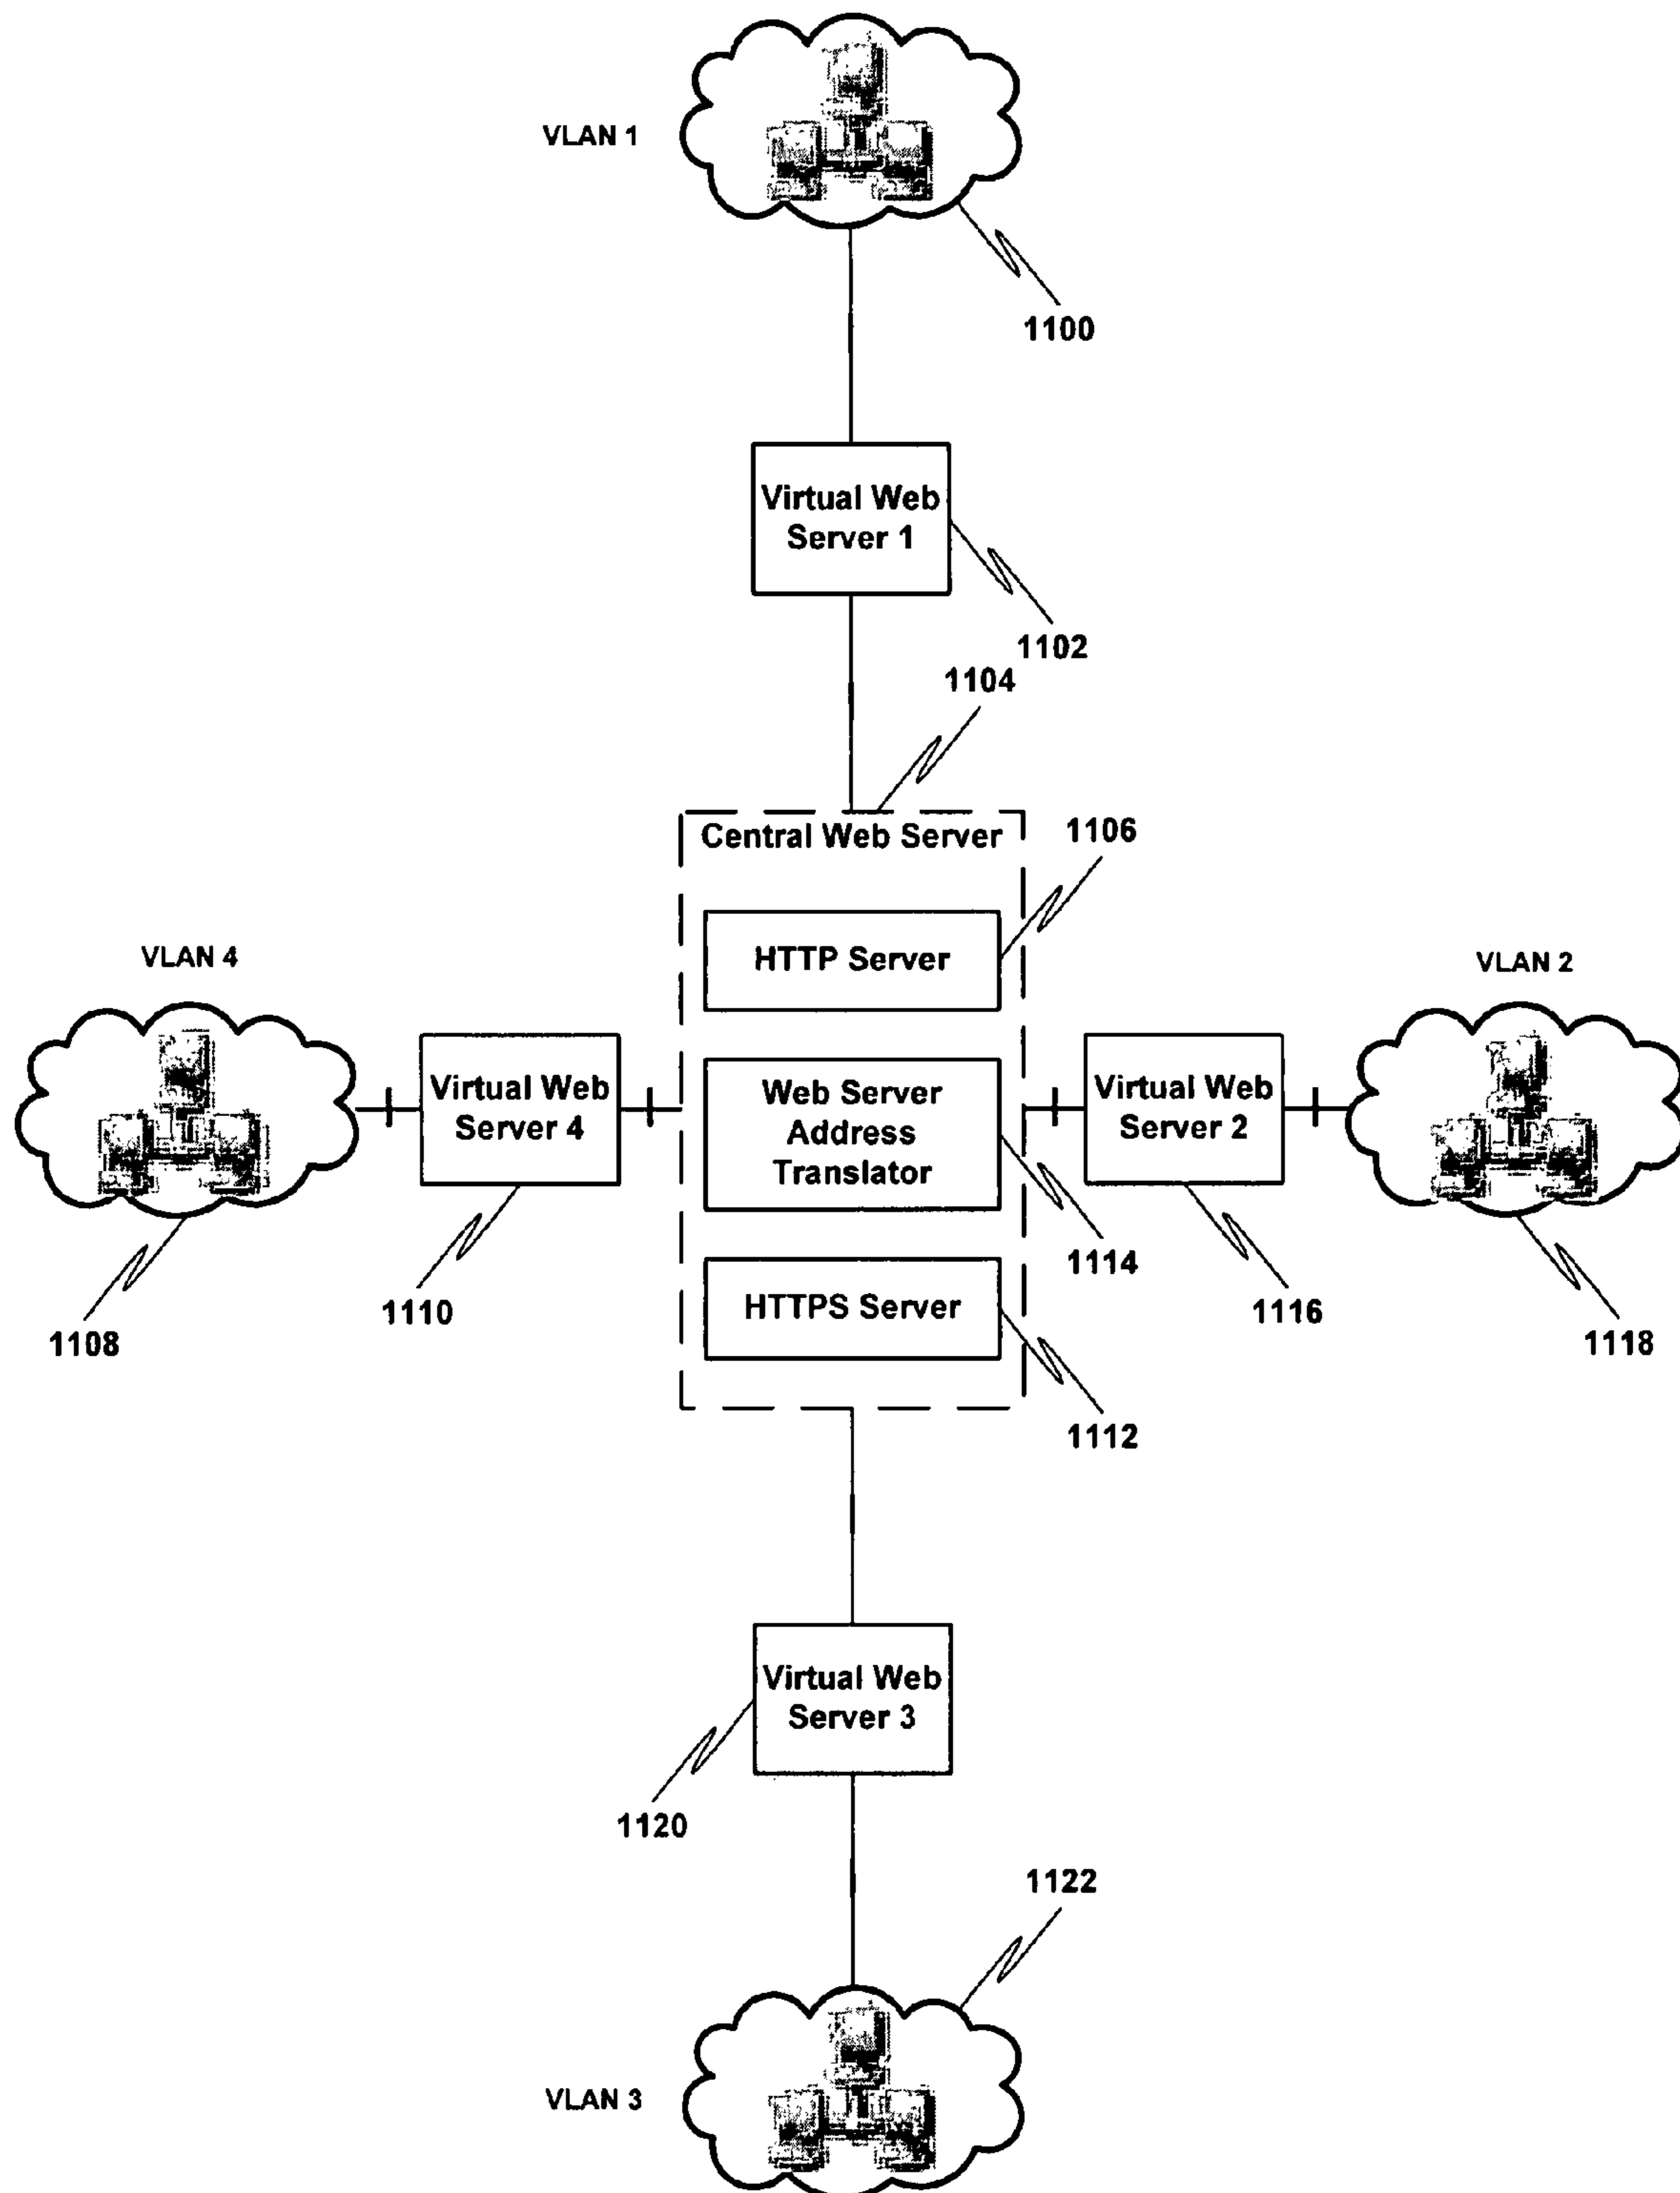 VLAN 1
1100
Virtual Web
Server 1
1102
1104
Central Web Server
1106
HTTP Server
VLAN 4
VLAN 2
Virtual Web
Server 4
Web Server
Address
Translator
Virtual Web
Server 2
1114
HTTPS Server
1108
1110
1116
1118
1112
Virtual Web
Server 3
1120
1122
VLAN 3